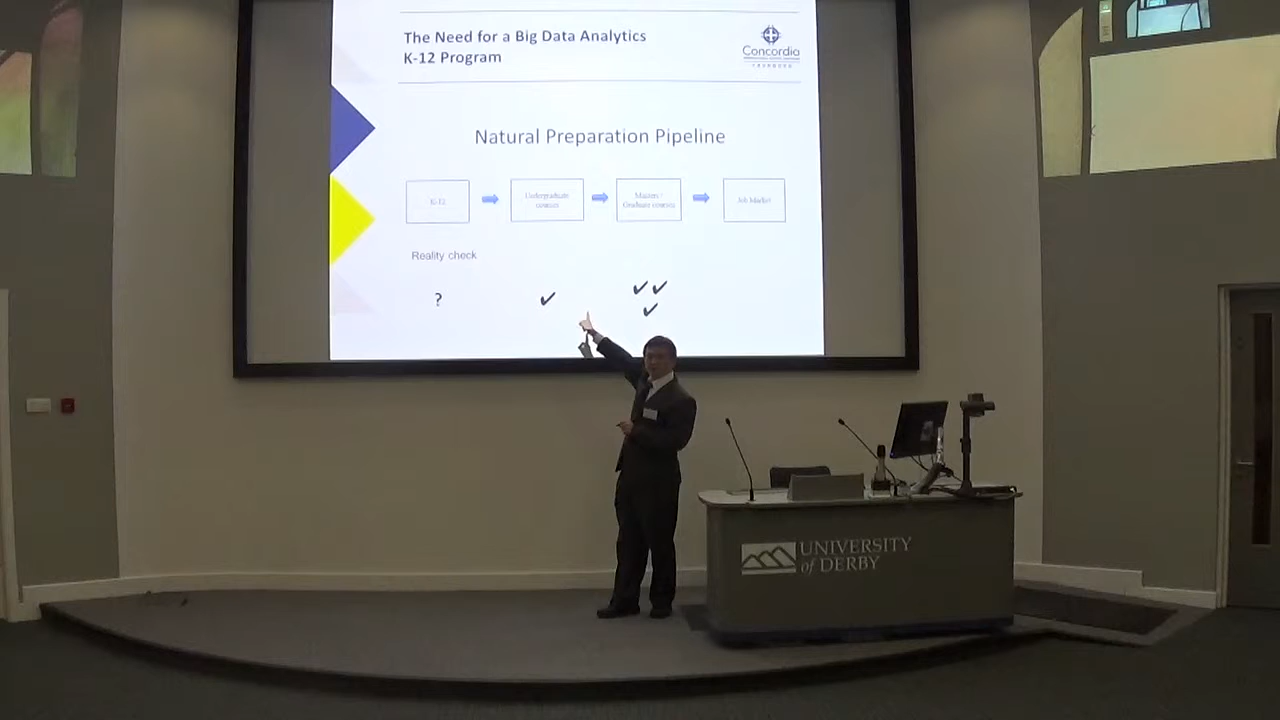 The Need for a Big Data Analytics
K-12 Program
Concordia
Natural Preparation Pipeline
K-12
Undergraduate
courses
Masters /
Graduate courses
Job Market
Reality check
?
UNIVERSITY
of DERBY